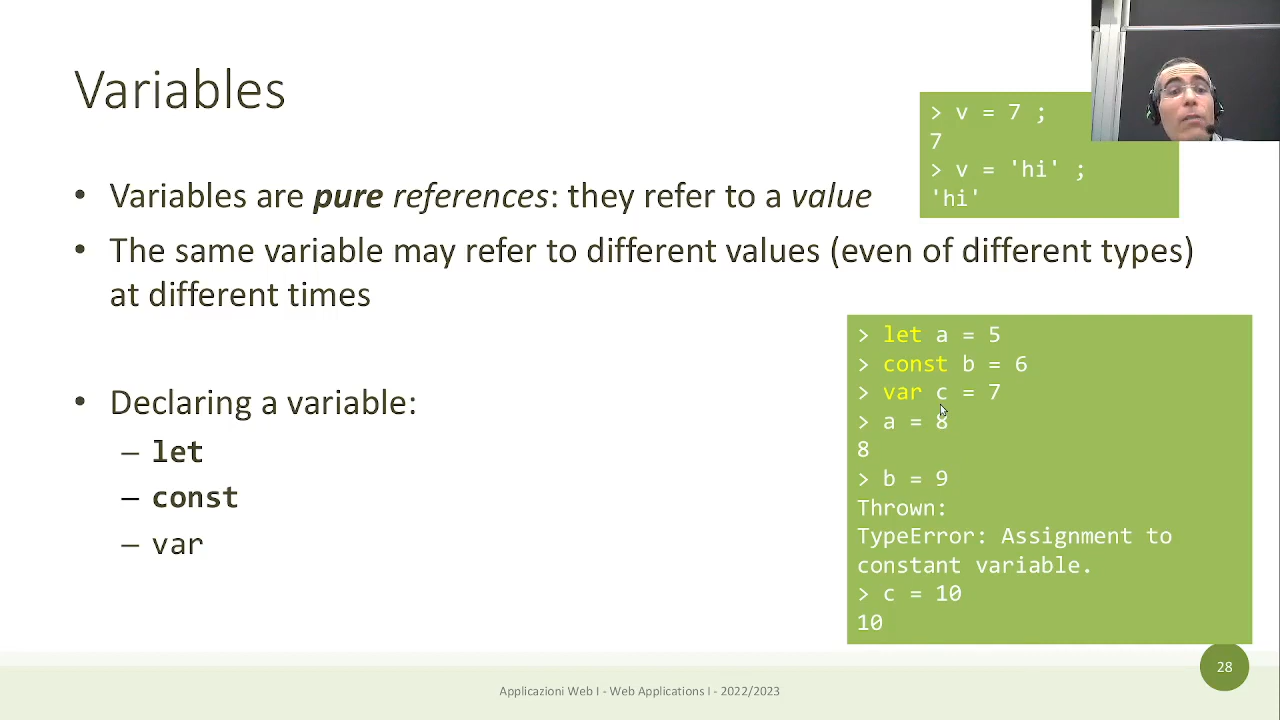 Variables
> v = 7 ;
7
> v = 'hi' ;
'hi'
• Variables are pure references: they refer to a value
• The same variable may refer to different values (even of different types)
at different times
• Declaring a variable:
– let
– const
– var
> let a = 5
> const b = 6
> var c = 7
> a = 8
8
> b = 9
Thrown:
TypeError: Assignment to
constant variable.
> c = 10
10
Applicazioni Web I - Web Applications I - 2022/2023
28